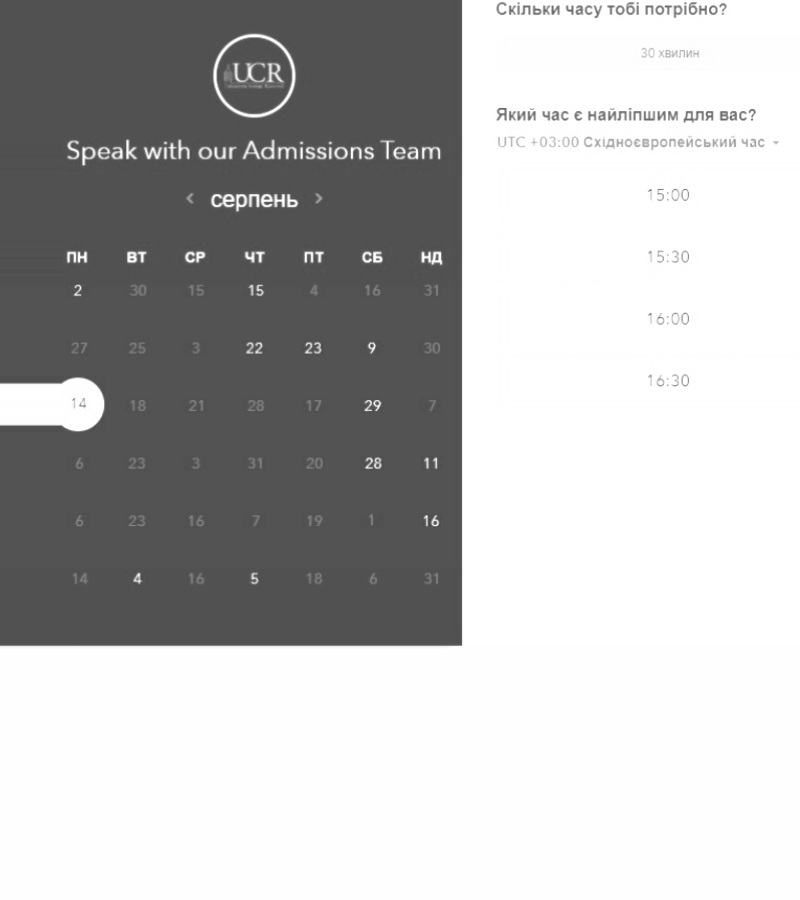 UCR
Speak with our Admissions Team
серпень
ПН ВТ СР ЧТ ПТ СБ НД
2 30 15 15 4 16 31
27 25 3 22 23 9 30
14 18 21 28 17 29 7
6 23 3 31 20 28 11
6 23 16 7 19 1 16
14 4 16 5 18 6 31
Скільки часу тобі потрібно?
30 хвилин
Який час є найліпшим для вас?
UTC +03:00 Східноєвропейський час
15:00
15:30
16:00
16:30